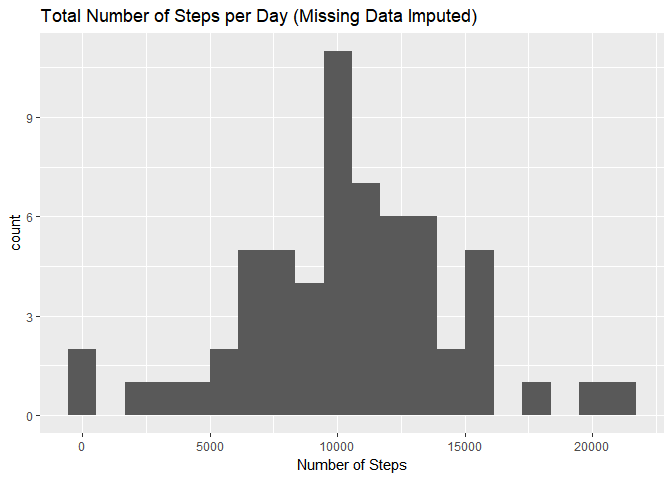 Total Number of Steps per Day (Missing Data Imputed)
count
9
6
3
0
0 5000 10000 15000 20000
Number of Steps